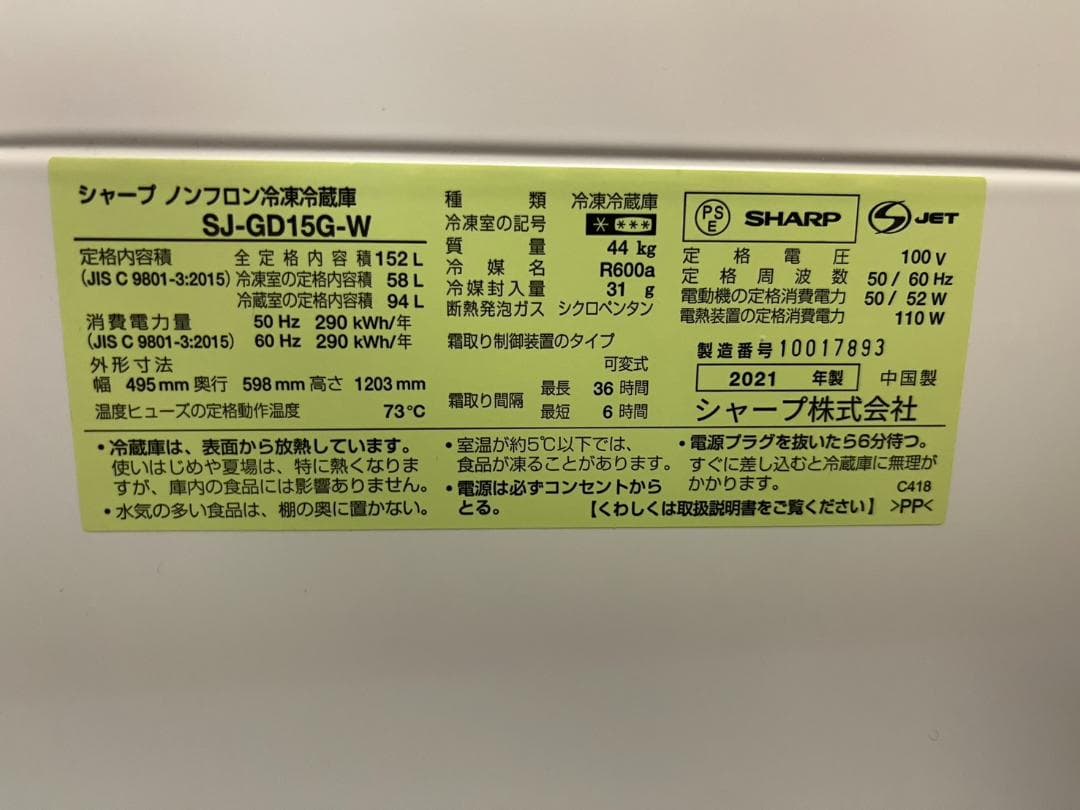 シャープ ノンフロン冷凍冷蔵庫
SJ-GD15G-W
定格内容積 全定格内容積 152 L
(JIS C 9801-3:2015) 冷凍室の定格内容積 58 L
冷蔵室の定格内容積 94 L
消費電力量 50 Hz 290 kWh/年
(JIS C 9801-3:2015) 60 Hz 290 kWh/年
外形寸法
幅 495 mm 奥行 598 mm 高さ 1203 mm
温度ヒューズの定格動作温度 73℃
種類 冷凍冷蔵庫
冷凍室の記号 * ***
質量 44 kg
冷媒名 R600a
冷媒封入量 31 g
断熱発泡ガス シクロペンタン
霜取り制御装置のタイプ
可変式
霜取り間隔 最長 36 時間
最短 6 時間
PSE SHARP JET
定格電圧 100 V
定格周波数 50 / 60 Hz
電動機の定格消費電力 50 / 52 W
電熱装置の定格消費電力 110 W
製造番号 10017893
2021 年製 中国製
シャープ株式会社
・冷蔵庫は、表面から放熱しています。
使いはじめや夏場は、特に熱くなりま
すが、庫内の食品には影響ありません。
・水気の多い食品は、棚の奥に置かない。
・室温が約5℃以下では、
食品が凍ることがあります。
・電源は必ずコンセントから
とる。
・電源プラグを抜いたら6分待つ。
すぐに差し込むと冷蔵庫に無理が
かかります。 C418
【くわしくは取扱説明書をご覧ください】 >PP<